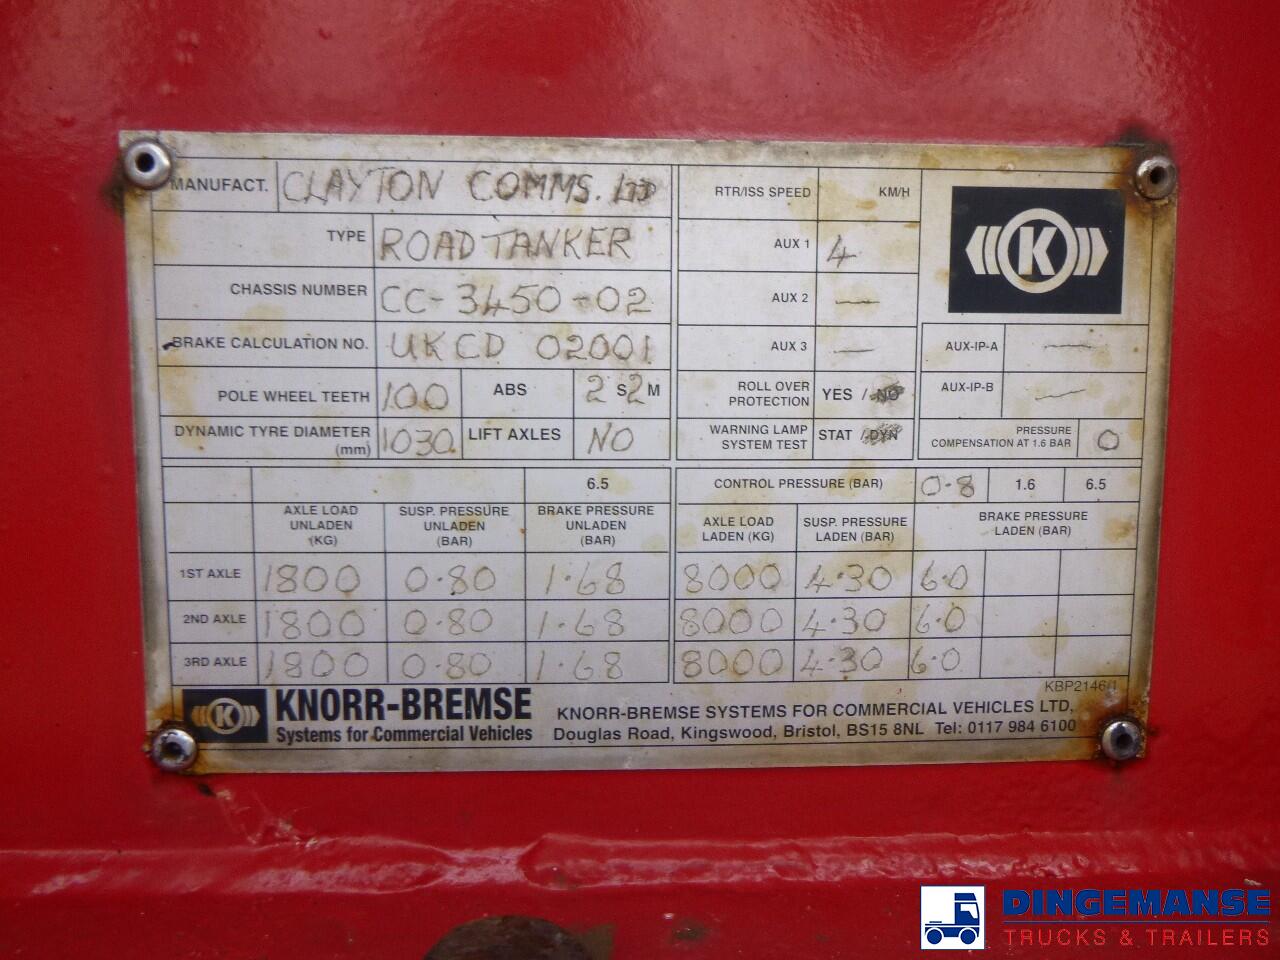 MANUFACT. CLAYTON COMMS. LTD
TYPE ROAD TANKER
CHASSIS NUMBER CC-3450-02
BRAKE CALCULATION NO. UKCD 02001
POLE WHEEL TEETH 100 ABS 2 S 2 M
DYNAMIC TYRE DIAMETER (mm) 1030 LIFT AXLES NO
RTR/ISS SPEED KM/H
AUX 1 4
AUX 2 —
AUX 3 —
ROLL OVER PROTECTION YES / NO
WARNING LAMP SYSTEM TEST STAT / DYN
K
AUX-IP-A —
AUX-IP-B —
PRESSURE COMPENSATION AT 1.6 BAR 0
6.5
AXLE LOAD UNLADEN (KG) SUSP. PRESSURE UNLADEN (BAR) BRAKE PRESSURE UNLADEN (BAR)
CONTROL PRESSURE (BAR) 0.8 1.6 6.5
AXLE LOAD LADEN (KG) SUSP. PRESSURE LADEN (BAR) BRAKE PRESSURE LADEN (BAR)
1ST AXLE 1800 0.80 1.68 8000 4.30 6.0
2ND AXLE 1800 0.80 1.68 8000 4.30 6.0
3RD AXLE 1800 0.80 1.68 8000 4.30 6.0
KBP2146/1
K KNORR-BREMSE
Systems for Commercial Vehicles
KNORR-BREMSE SYSTEMS FOR COMMERCIAL VEHICLES LTD,
Douglas Road, Kingswood, Bristol, BS15 8NL Tel: 0117 984 6100
DINGEMANSE
TRUCKS & TRAILERS